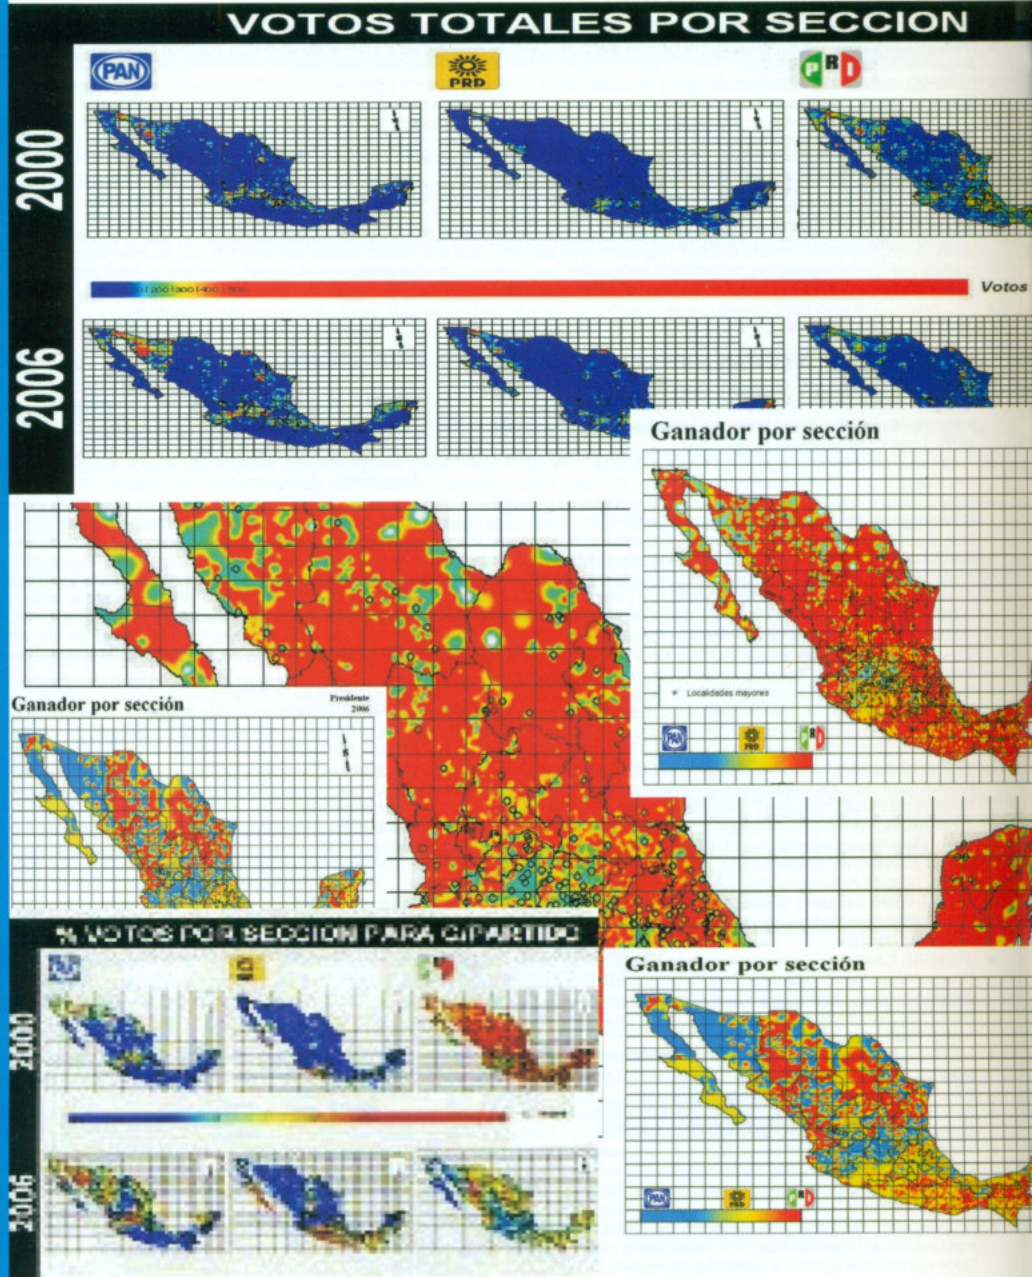 VOTOS TOTALES POR SECCION
PAN
PRD
PRD
2000
Votos
2006
Ganador por sección
Localidades mayores
PAN
PRD
PRD
Ganador por sección
Presidente
2006
% VOTOS POR SECCION PARA C/PARTIDO
2000
2006
Ganador por sección
PAN
PRD
PRD